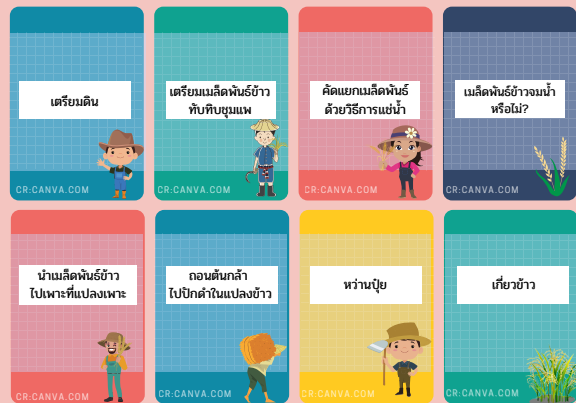 เตรียมดิน
CR:CANVA.COM
เตรียมเมล็ดพันธ์ข้าว
ทับทิบชุมแพ
CR:CANVA.COM
คัดแยกเมล็ดพันธ์
ด้วยวิธีการแช่น้ำ
CR:CANVA.COM
เมล็ดพันธ์ข้าวจมน้ำ
หรือไม่?
CR:CANVA.COM
นำเมล็ดพันธ์ข้าว
ไปเพาะที่แปลงเพาะ
CR:CANVA.COM
ถอนต้นกล้า
ไปปักดำในแปลงข้าว
CR:CANVA.COM
หว่านปุ๋ย
CR:CANVA.COM
เกี่ยวข้าว
CR:CANVA.COM